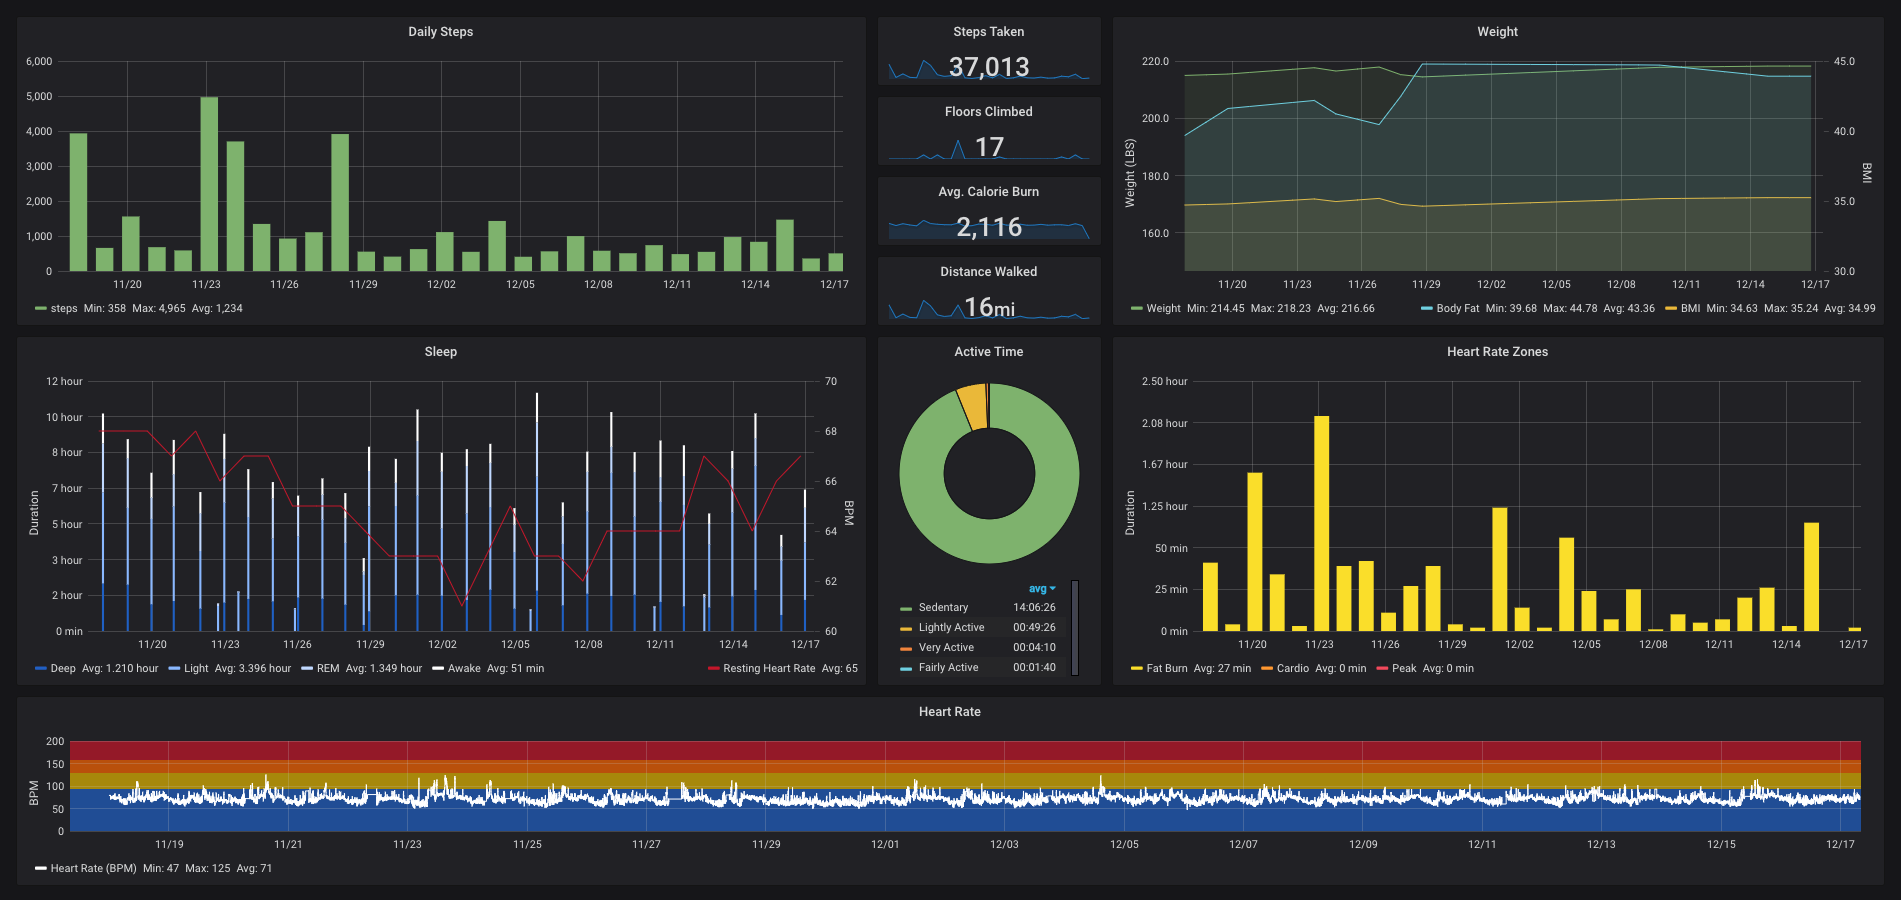 Daily Steps
6,000
5,000
4,000
3,000
2,000
1,000
0
11/20 11/23 11/26 11/29 12/02 12/05 12/08 12/11 12/14 12/17
steps Min: 358 Max: 4,965 Avg: 1,234
Steps Taken
37,013
Floors Climbed
17
Avg. Calorie Burn
2,116
Distance Walked
16mi
Weight
220.0
200.0
180.0
160.0
Weight (LBS)
45.0
40.0
35.0
30.0
BMI
11/20 11/23 11/26 11/29 12/02 12/05 12/08 12/11 12/14 12/17
Weight Min: 214.45 Max: 218.23 Avg: 216.66 Body Fat Min: 39.68 Max: 44.78 Avg: 43.36 BMI Min: 34.63 Max: 35.24 Avg: 34.99
Sleep
12 hour
10 hour
8 hour
7 hour
5 hour
3 hour
2 hour
0 min
Duration
70
68
66
64
62
60
BPM
11/20 11/23 11/26 11/29 12/02 12/05 12/08 12/11 12/14 12/17
Deep Avg: 1.210 hour Light Avg: 3.396 hour REM Avg: 1.349 hour Awake Avg: 51 min Resting Heart Rate Avg: 65
Active Time
avg
Sedentary 14:06:26
Lightly Active 00:49:26
Very Active 00:04:10
Fairly Active 00:01:40
Heart Rate Zones
2.50 hour
2.08 hour
1.67 hour
1.25 hour
50 min
25 min
0 min
Duration
11/20 11/23 11/26 11/29 12/02 12/05 12/08 12/11 12/14 12/17
Fat Burn Avg: 27 min Cardio Avg: 0 min Peak Avg: 0 min
Heart Rate
200
150
100
50
0
BPM
11/19 11/21 11/23 11/25 11/27 11/29 12/01 12/03 12/05 12/07 12/09 12/11 12/13 12/15 12/17
Heart Rate (BPM) Min: 47 Max: 125 Avg: 71